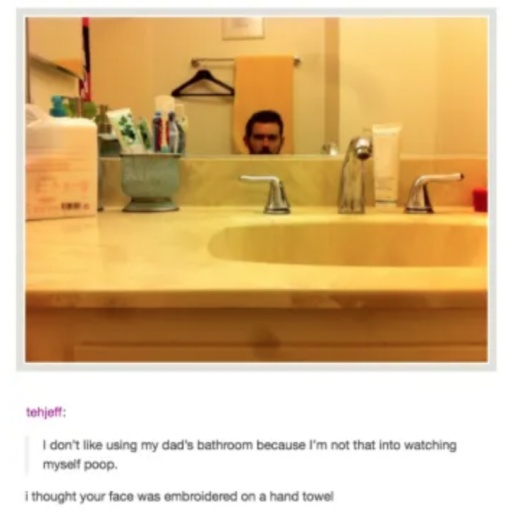 tehjeff:
I don't like using my dad's bathroom because I'm not that into watching
myself poop.
i thought your face was embroidered on a hand towel